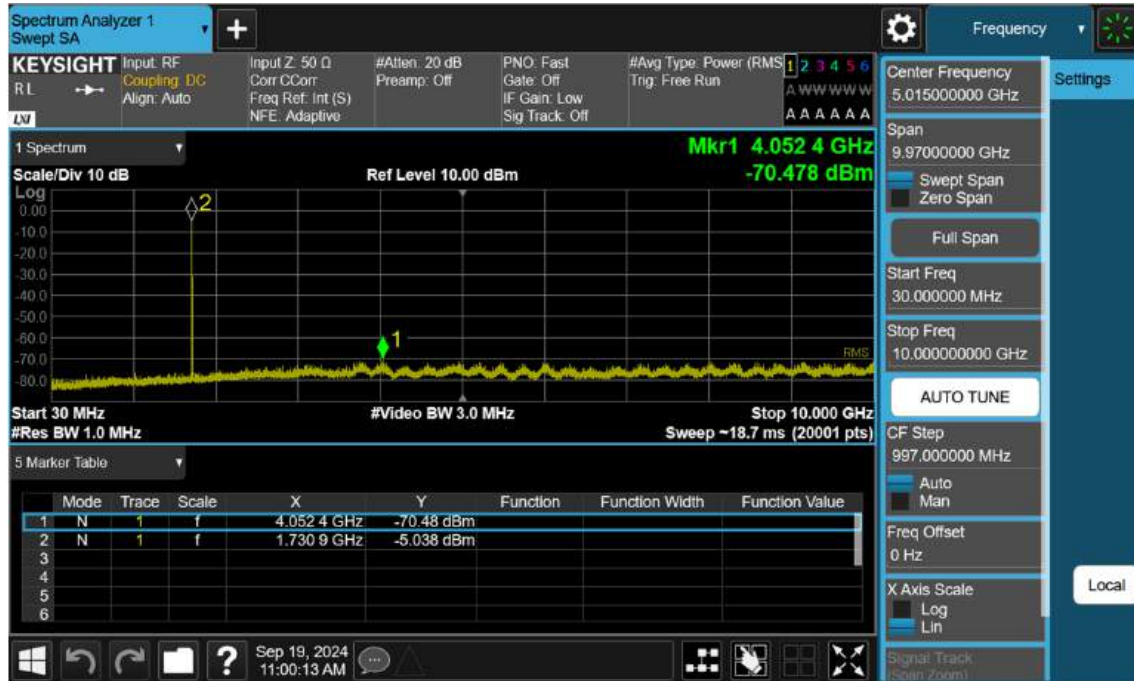 Spectrum Analyzer 1
Swept SA
Frequency
KEYSIGHT
RL
LXI
Input: RF
Coupling: DC
Align: Auto
Input Z: 50 Ω
Corr CCorr
Freq Ref: Int (S)
NFE: Adaptive
#Atten: 20 dB
Preamp: Off
PNO: Fast
Gate: Off
IF Gain: Low
Sig Track: Off
#Avg Type: Power (RMS
Trig: Free Run
1 2 3 4 5 6
A W W W W W
A A A A A A
1 Spectrum
Scale/Div 10 dB
Ref Level 10.00 dBm
Mkr1 4.052 4 GHz
-70.478 dBm
Log
0.00
-10.0
-20.0
-30.0
-40.0
-50.0
-60.0
-70.0
-80.0
2
1
RMS
Start 30 MHz
#Video BW 3.0 MHz
Stop 10.000 GHz
#Res BW 1.0 MHz
Sweep ~18.7 ms (20001 pts)
5 Marker Table
Mode Trace Scale X Y Function Function Width Function Value
1 N 1 f 4.052 4 GHz -70.48 dBm
2 N 1 f 1.730 9 GHz -5.038 dBm
3
4
5
6
Sep 19, 2024
11:00:13 AM
?
Center Frequency
5.015000000 GHz
Span
9.97000000 GHz
Swept Span
Zero Span
Full Span
Start Freq
30.000000 MHz
Stop Freq
10.000000000 GHz
AUTO TUNE
CF Step
997.000000 MHz
Auto
Man
Freq Offset
0 Hz
X Axis Scale
Log
Lin
Signal Track
(Span Zoom)
Settings
Local